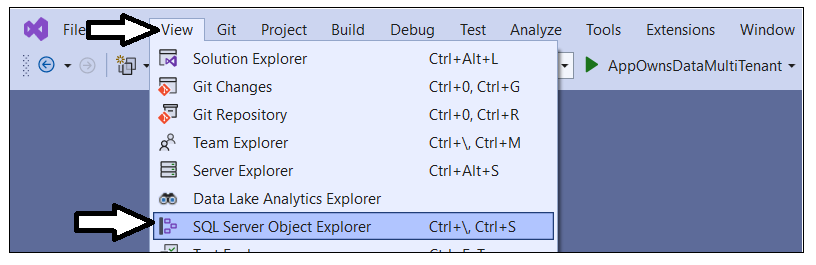 File View Git Project Build Debug Test Analyze Tools Extensions Window
AppOwnsDataMultiTenant
Solution Explorer Ctrl+Alt+L
Git Changes Ctrl+0, Ctrl+G
Git Repository Ctrl+0, Ctrl+R
Team Explorer Ctrl+\, Ctrl+M
Server Explorer Ctrl+Alt+S
Data Lake Analytics Explorer
SQL Server Object Explorer Ctrl+\, Ctrl+S